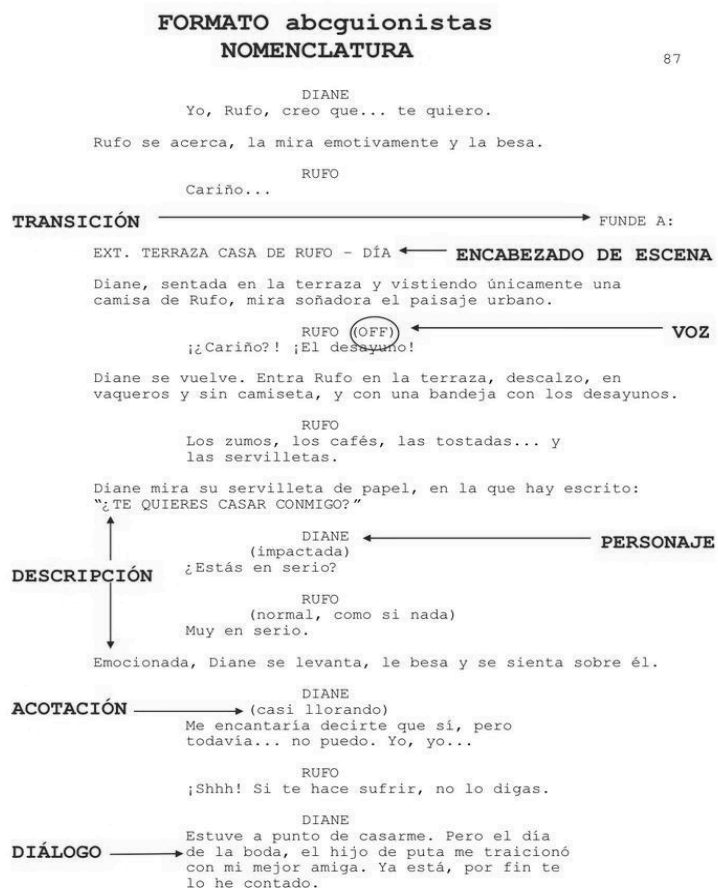 FORMATO abcguionistas
NOMENCLATURA
87
DIANE
Yo, Rufo, creo que... te quiero.
Rufo se acerca, la mira emotivamente y la besa.
RUFO
Cariño...
TRANSICIÓN FUNDE A:
EXT. TERRAZA CASA DE RUFO - DÍA ENCABEZADO DE ESCENA
Diane, sentada en la terraza y vistiendo únicamente una
camisa de Rufo, mira soñadora el paisaje urbano.
RUFO (OFF) VOZ
¡¿Cariño?! ¡El desayuno!
Diane se vuelve. Entra Rufo en la terraza, descalzo, en
vaqueros y sin camiseta, y con una bandeja con los desayunos.
RUFO
Los zumos, los cafés, las tostadas... y
las servilletas.
Diane mira su servilleta de papel, en la que hay escrito:
“¿TE QUIERES CASAR CONMIGO?”
DIANE PERSONAJE
(impactada)
¿Estás en serio?
DESCRIPCIÓN
RUFO
(normal, como si nada)
Muy en serio.
Emocionada, Diane se levanta, le besa y se sienta sobre él.
DIANE
ACOTACIÓN (casi llorando)
Me encantaría decirte que sí, pero
todavía... no puedo. Yo, yo...
RUFO
¡Shhh! Si te hace sufrir, no lo digas.
DIANE
Estuve a punto de casarme. Pero el día
DIÁLOGO de la boda, el hijo de puta me traicionó
con mi mejor amiga. Ya está, por fin te
lo he contado.